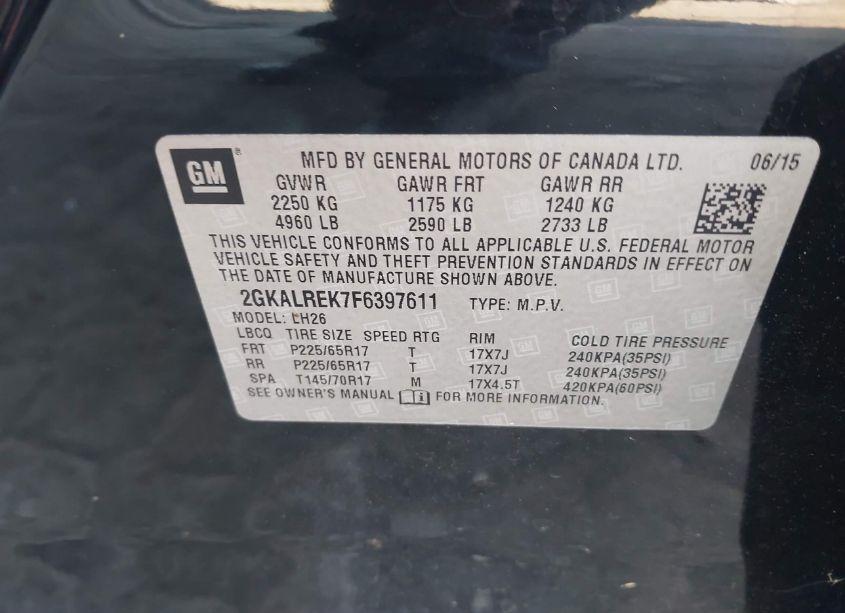 GM ® MFD BY GENERAL MOTORS OF CANADA LTD. 06/15
GVWR GAWR FRT GAWR RR
2250 KG 1175 KG 1240 KG
4960 LB 2590 LB 2733 LB
THIS VEHICLE CONFORMS TO ALL APPLICABLE U.S. FEDERAL MOTOR
VEHICLE SAFETY AND THEFT PREVENTION STANDARDS IN EFFECT ON
THE DATE OF MANUFACTURE SHOWN ABOVE.
2GKALREK7F6397611 TYPE: M.P.V.
MODEL: LH26
LBCQ TIRE SIZE SPEED RTG RIM COLD TIRE PRESSURE
FRT P225/65R17 T 17X7J 240KPA(35PSI)
RR P225/65R17 T 17X7J 240KPA(35PSI)
SPA T145/70R17 M 17X4.5T 420KPA(60PSI)
SEE OWNER'S MANUAL i FOR MORE INFORMATION.